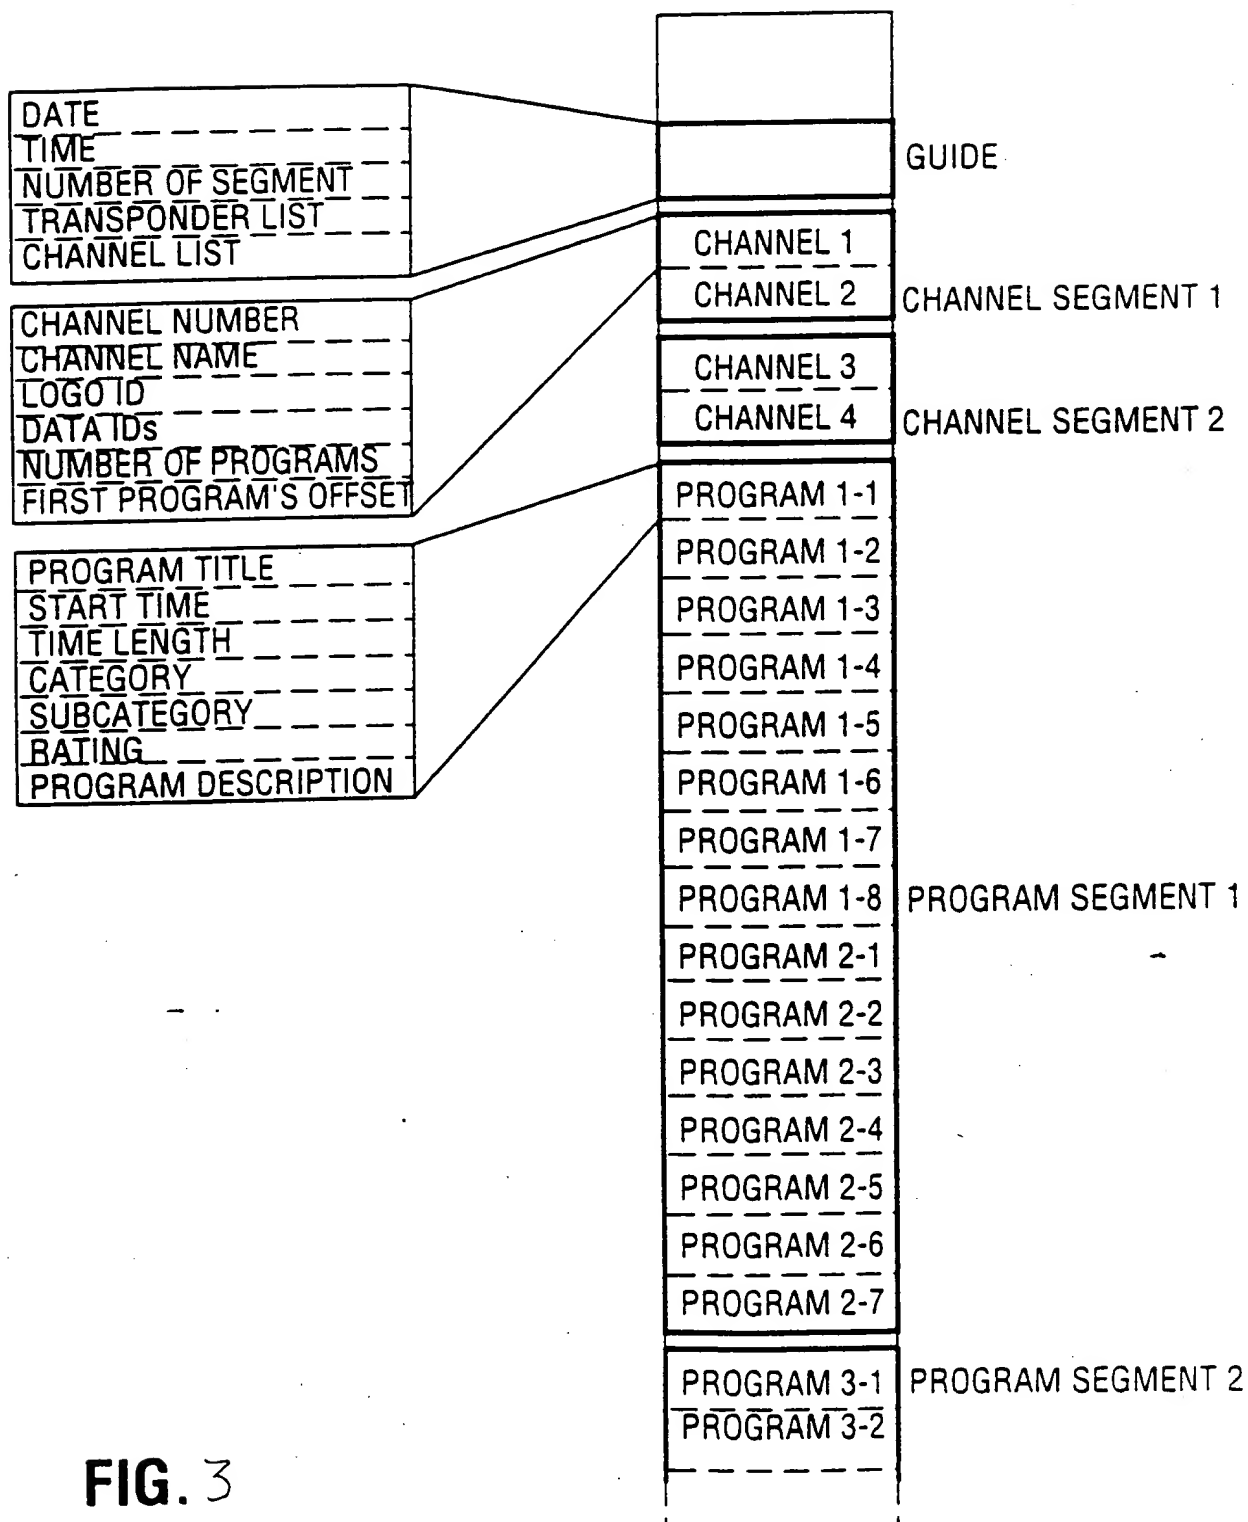 DATE
TIME
NUMBER OF SEGMENT
TRANSPONDER LIST
CHANNEL LIST
GUIDE
CHANNEL 1
CHANNEL 2
CHANNEL SEGMENT 1
CHANNEL NUMBER
CHANNEL NAME
LOGO ID
DATA IDs
NUMBER OF PROGRAMS
FIRST PROGRAM'S OFFSET
CHANNEL 3
CHANNEL 4
CHANNEL SEGMENT 2
PROGRAM TITLE
START TIME
TIME LENGTH
CATEGORY
SUBCATEGORY
RATING
PROGRAM DESCRIPTION
PROGRAM 1-1
PROGRAM 1-2
PROGRAM 1-3
PROGRAM 1-4
PROGRAM 1-5
PROGRAM 1-6
PROGRAM 1-7
PROGRAM 1-8
PROGRAM SEGMENT 1
PROGRAM 2-1
PROGRAM 2-2
PROGRAM 2-3
PROGRAM 2-4
PROGRAM 2-5
PROGRAM 2-6
PROGRAM 2-7
PROGRAM 3-1
PROGRAM SEGMENT 2
PROGRAM 3-2
FIG. 3